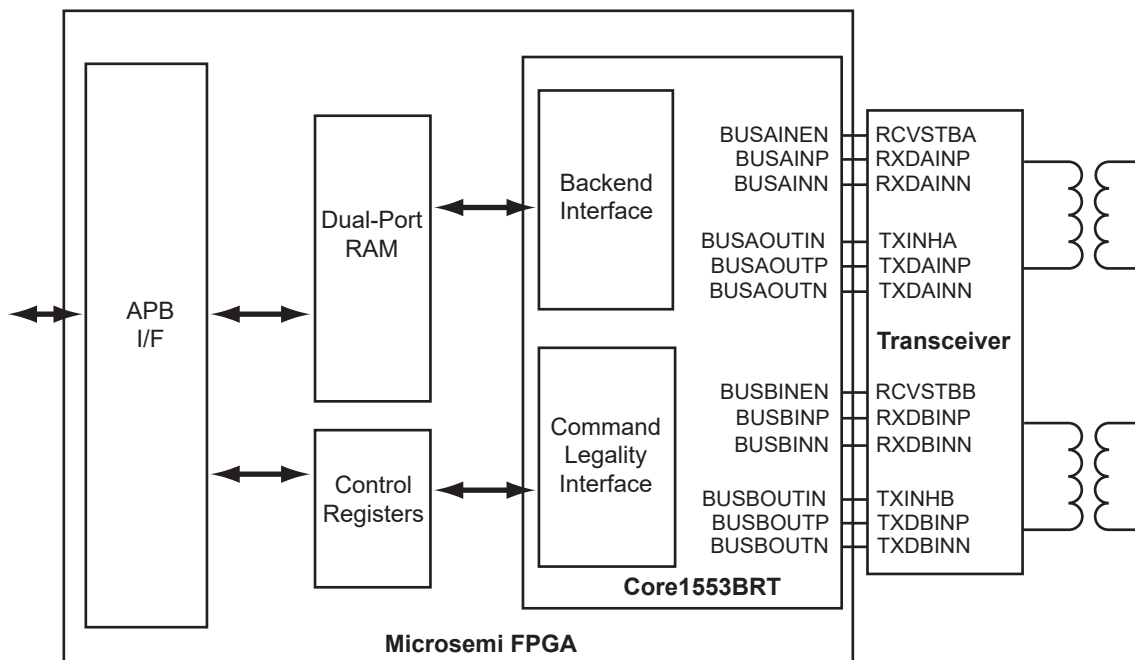 APB
I/F
Dual-Port
RAM
Control
Registers
Backend
Interface
Command
Legality
Interface
BUSAINEN
BUSAINP
BUSAINN
BUSAOUTIN
BUSAOUTP
BUSAOUTN
BUSBINEN
BUSBINP
BUSBINN
BUSBOUTIN
BUSBOUTP
BUSBOUTN
Core1553BRT
Microsemi FPGA
RCVSTBA
RXDAINP
RXDAINN
TXINHA
TXDAINP
TXDAINN
Transceiver
RCVSTBB
RXDBINP
RXDBINN
TXINHB
TXDBINP
TXDBINN